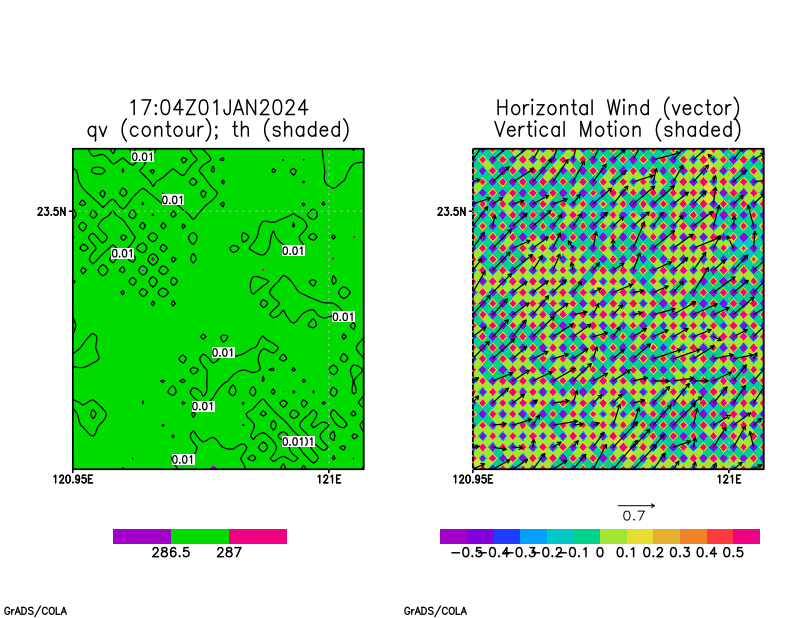 17:04Z01JAN2024
qv (contour); th (shaded)
Horizontal Wind (vector)
Vertical Motion (shaded)
0.01
0.01
23.5N
23.5N
0.01
0.01
0.01
0.01
0.01
0.01
0.01
120.95E
121E
120.95E
121E
0.7
286.5 287
-0.5 -0.4 -0.3 -0.2 -0.1 0 0.1 0.2 0.3 0.4 0.5
GrADS/COLA
GrADS/COLA